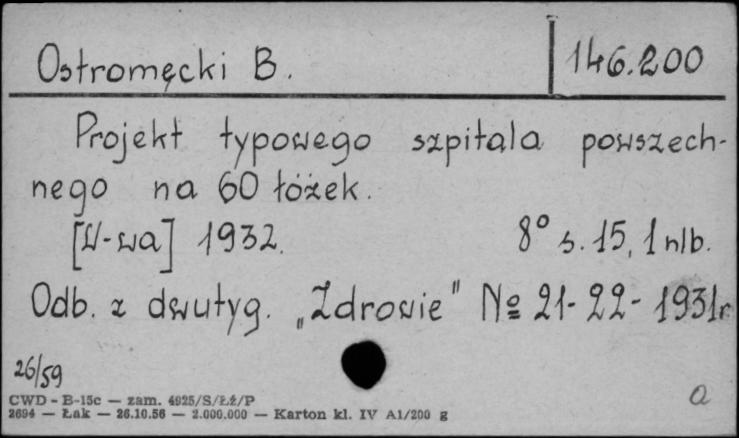 Ostromęcki B.
146.200
Projekt typowego szpitala powszech-
nego na 60 łóżek.
[W-wa] 1932. 8° s. 15, 1 nlb.
Odb. z dwutyg. „Zdrowie" № 21-22-1931r
26/59
CWD - B-15c — zam. 4925/S/ŁŻ/P
2694 — Łak — 26.10.56 — 2.000.000 — Karton kl. IV A1/200 g
a